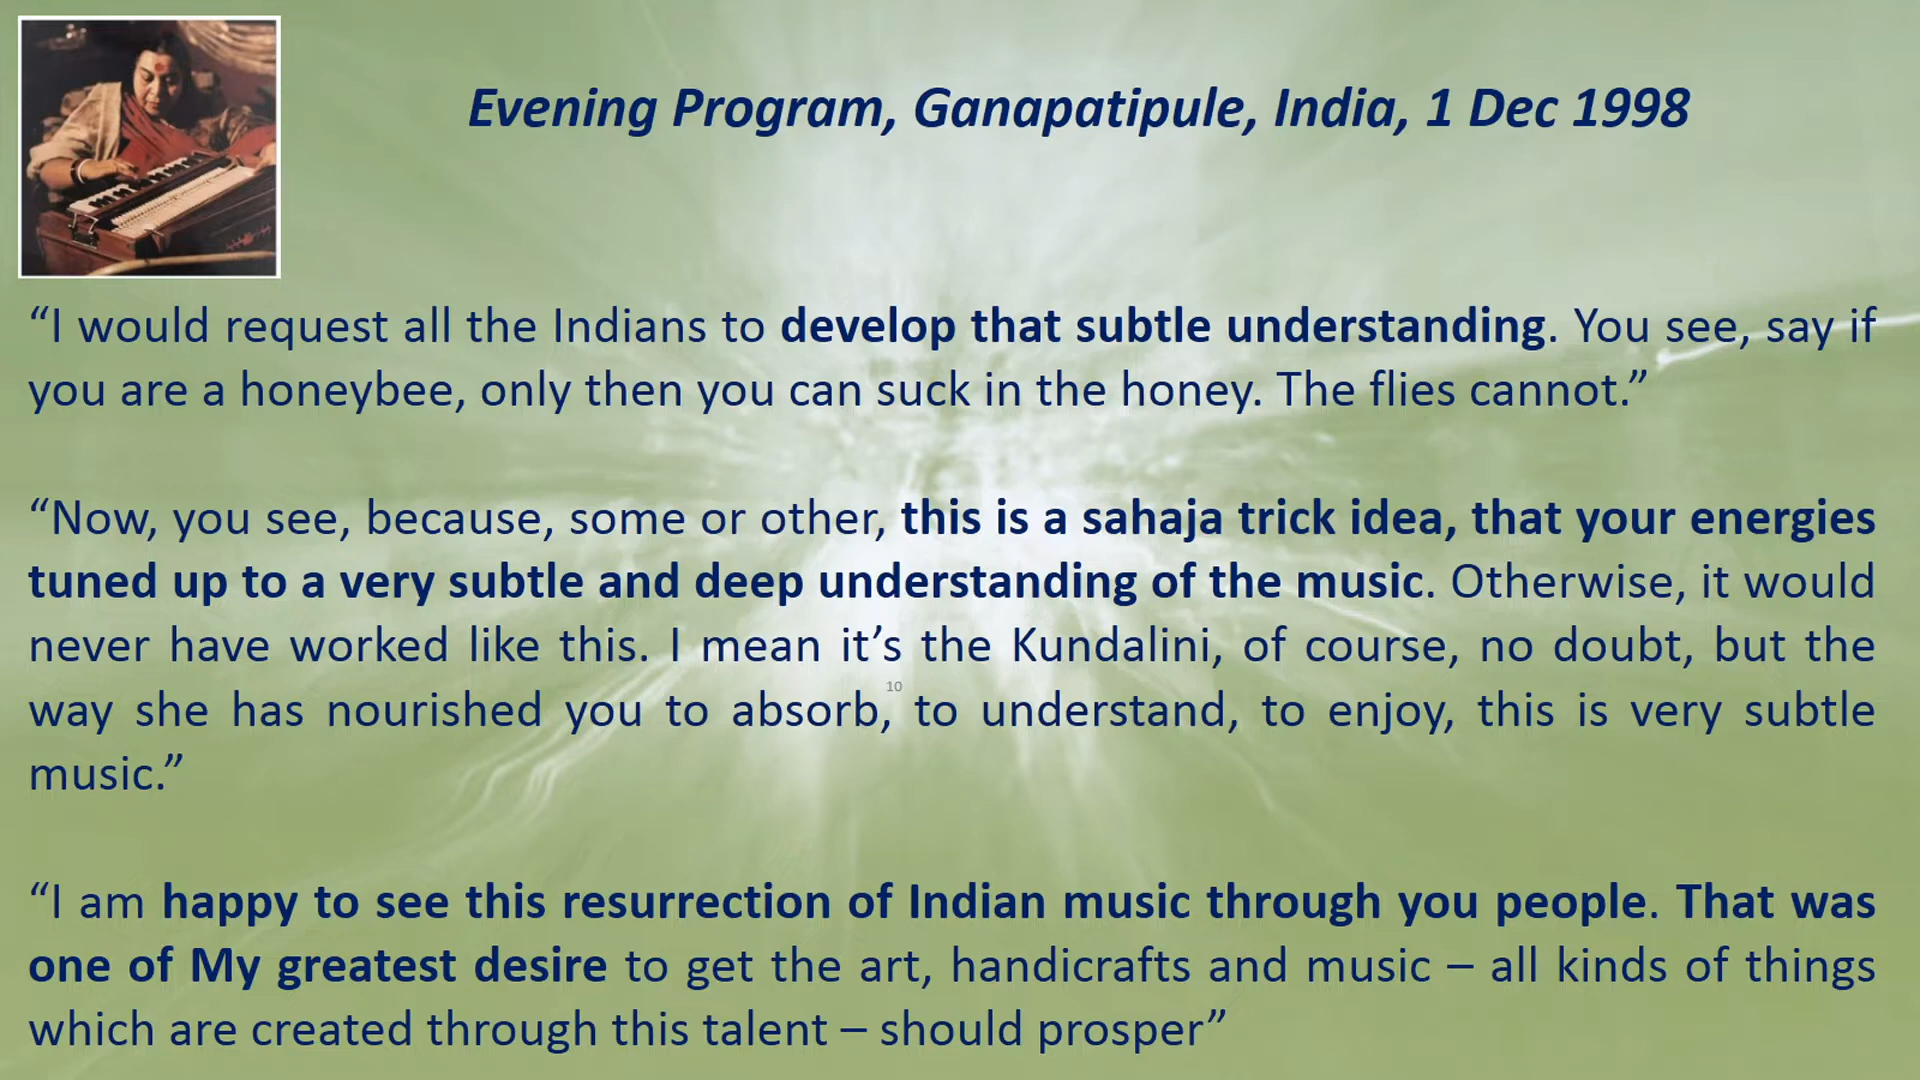 Evening Program, Ganapatipule, India, 1 Dec 1998
“I would request all the Indians to develop that subtle understanding. You see, say if
you are a honeybee, only then you can suck in the honey. The flies cannot.”
“Now, you see, because, some or other, this is a sahaja trick idea, that your energies
tuned up to a very subtle and deep understanding of the music. Otherwise, it would
never have worked like this. I mean it’s the Kundalini, of course, no doubt, but the
10
way she has nourished you to absorb, to understand, to enjoy, this is very subtle
music.”
“I am happy to see this resurrection of Indian music through you people. That was
one of My greatest desire to get the art, handicrafts and music – all kinds of things
which are created through this talent – should prosper”